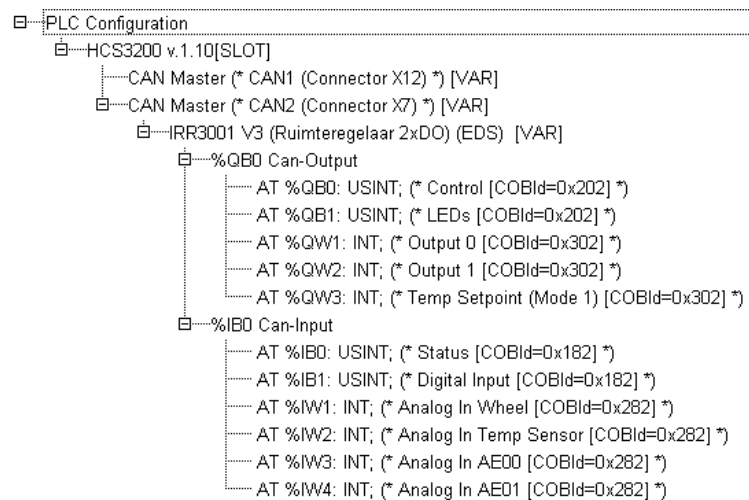 PLC Configuration
HCS3200 v.1.10[SLOT]
CAN Master (* CAN1 (Connector X12) *) [VAR]
CAN Master (* CAN2 (Connector X7) *) [VAR]
IRR3001 V3 (Ruimteregelaar 2xDO) (EDS) [VAR]
%QB0 Can-Output
AT %QB0: USINT; (* Control [COBId=0x202] *)
AT %QB1: USINT; (* LEDs [COBId=0x202] *)
AT %QW1: INT; (* Output 0 [COBId=0x302] *)
AT %QW2: INT; (* Output 1 [COBId=0x302] *)
AT %QW3: INT; (* Temp Setpoint (Mode 1) [COBId=0x302] *)
%IB0 Can-Input
AT %IB0: USINT; (* Status [COBId=0x182] *)
AT %IB1: USINT; (* Digital Input [COBId=0x182] *)
AT %IW1: INT; (* Analog In Wheel [COBId=0x282] *)
AT %IW2: INT; (* Analog In Temp Sensor [COBId=0x282] *)
AT %IW3: INT; (* Analog In AE00 [COBId=0x282] *)
AT %IW4: INT; (* Analog In AE01 [COBId=0x282] *)